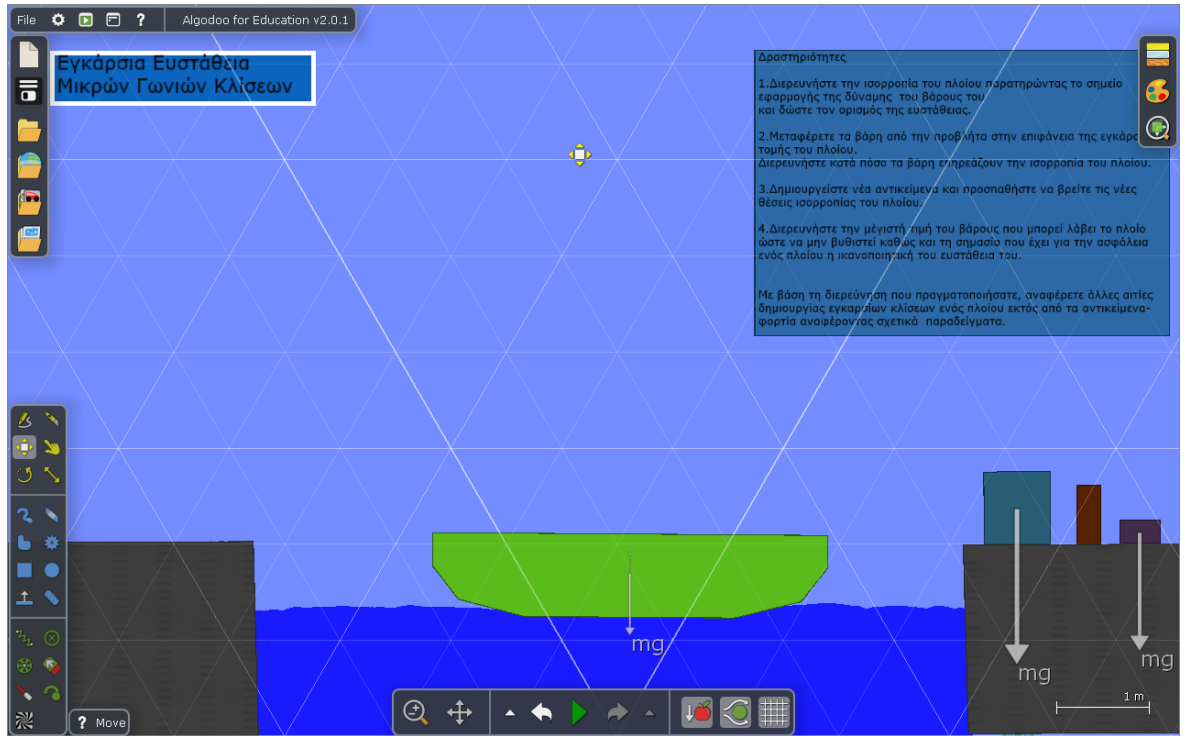 File ? Algodoo for Education v2.0.1
Εγκάρσια Ευστάθεια
Μικρών Γωνιών Κλίσεων
Δραστηριότητες
1.Διερευνήστε την ισορροπία του πλοίου παρατηρώντας το σημείο
εφαρμογής της δύναμης του βάρους του
και δώστε τον ορισμός της ευστάθειας.
2.Μεταφέρετε τα βάρη από την προβλήτα στην επιφάνεια της
τομής του πλοίου.
Διερευνήστε κατά πόσο τα βάρη επηρεάζουν την ισορροπία του πλοίου.
3.Δημιουργείστε νέα αντικείμενα και προσπαθήστε να βρείτε τις νέες
θέσεις ισορροπίας του πλοίου.
4.Διερευνήστε την μέγιστή τιμή του βάρους που μπορεί λάβει το πλοίο
ώστε να μην βυθιστεί καθώς και τη σημασία που έχει για την ασφάλεια
ενός πλοίου η ικανοποιητική του ευστάθεια του.
Με βάση τη διερεύνηση που πραγματοποιήσατε, αναφέρετε άλλες αιτίες
δημιουργίας εγκαρσίων κλίσεων ενός πλοίου εκτός από τα αντικείμενα-
φορτία αναφέροντας σχετικά παραδείγματα.
mg
mg
mg
1 m
? Move